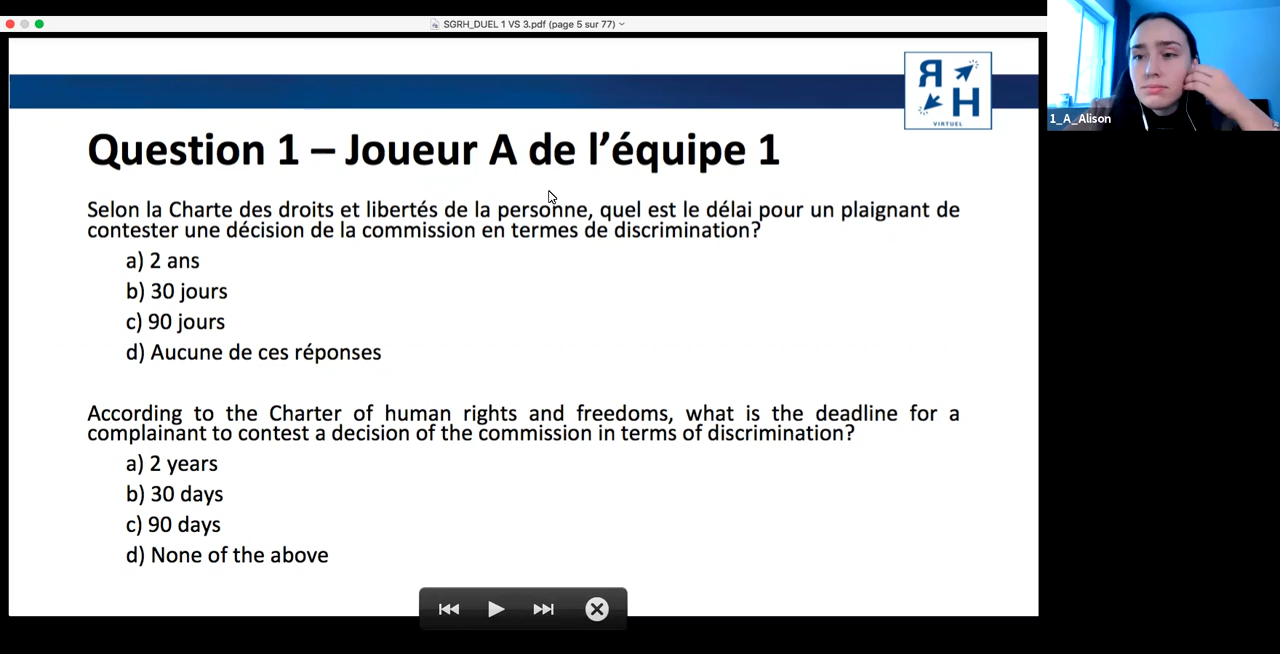 SGRH_DUEL 1 VS 3.pdf (page 5 sur 77)
ЯH
VIRTUEL
1_A_Alison
Question 1 – Joueur A de l’équipe 1
Selon la Charte des droits et libertés de la personne, quel est le délai pour un plaignant de
contester une décision de la commission en termes de discrimination?
a) 2 ans
b) 30 jours
c) 90 jours
d) Aucune de ces réponses
According to the Charter of human rights and freedoms, what is the deadline for a
complainant to contest a decision of the commission in terms of discrimination?
a) 2 years
b) 30 days
c) 90 days
d) None of the above